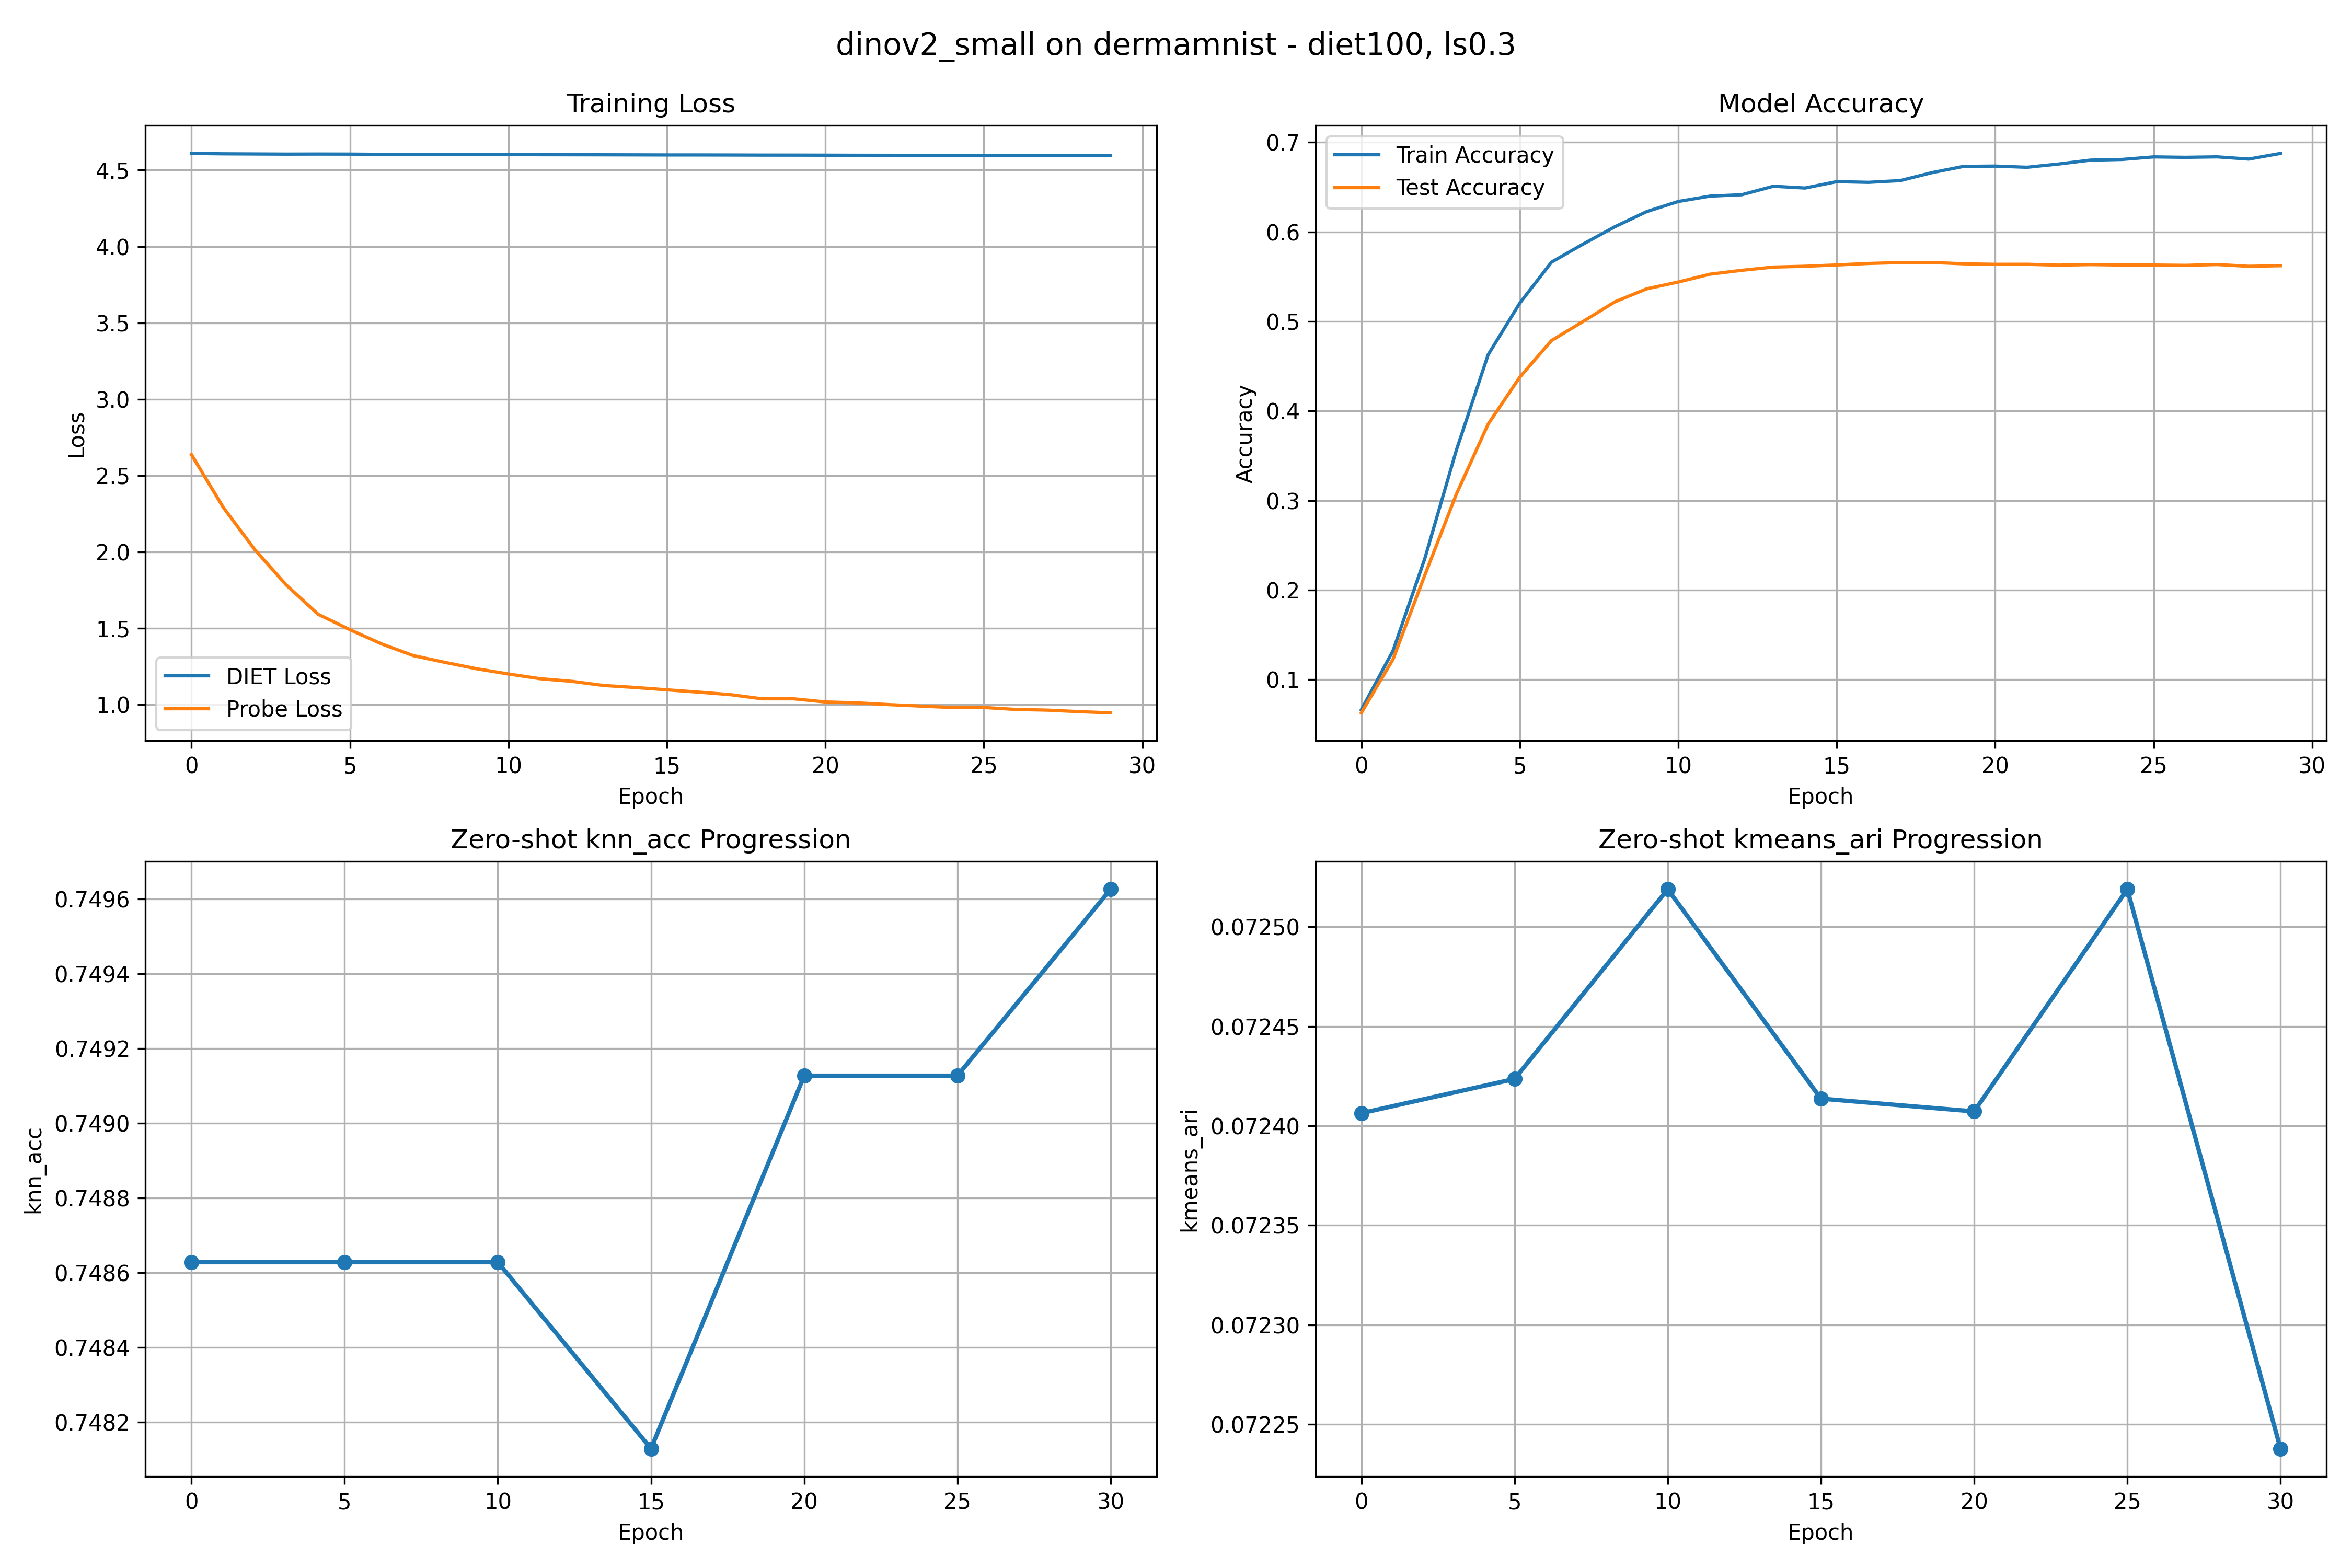 dinov2_small on dermamnist - diet100, ls0.3
Training Loss
4.5
4.0
3.5
3.0
2.5
2.0
1.5
1.0
Loss
DIET Loss
Probe Loss
0 5 10 15 20 25 30
Epoch
Model Accuracy
0.7
0.6
0.5
0.4
0.3
0.2
0.1
Accuracy
Train Accuracy
Test Accuracy
0 5 10 15 20 25 30
Epoch
Zero-shot knn_acc Progression
0.7496
0.7494
0.7492
0.7490
0.7488
0.7486
0.7484
0.7482
knn_acc
0 5 10 15 20 25 30
Epoch
Zero-shot kmeans_ari Progression
0.07250
0.07245
0.07240
0.07235
0.07230
0.07225
kmeans_ari
0 5 10 15 20 25 30
Epoch